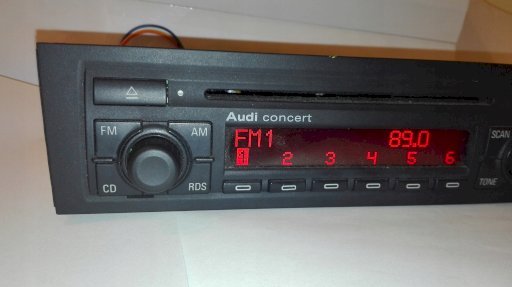 Audi concert
FM AM
FM1 89.0
SCAN
1 2 3 4 5 6
CD RDS
TONE